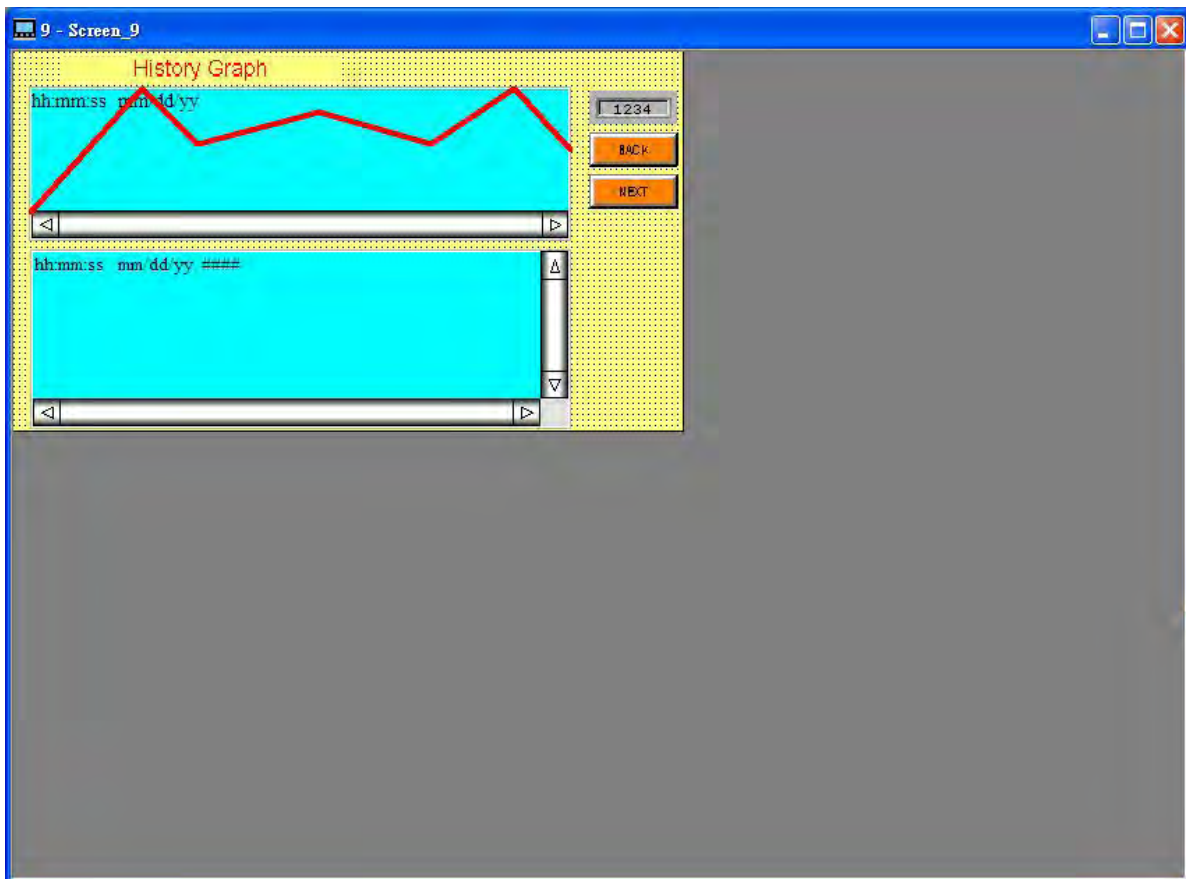 9 - Screen_9
History Graph
hh:mm:ss mm/dd/yy
1234
BACK
NEXT
hh:mm:ss mm/dd/yy ####